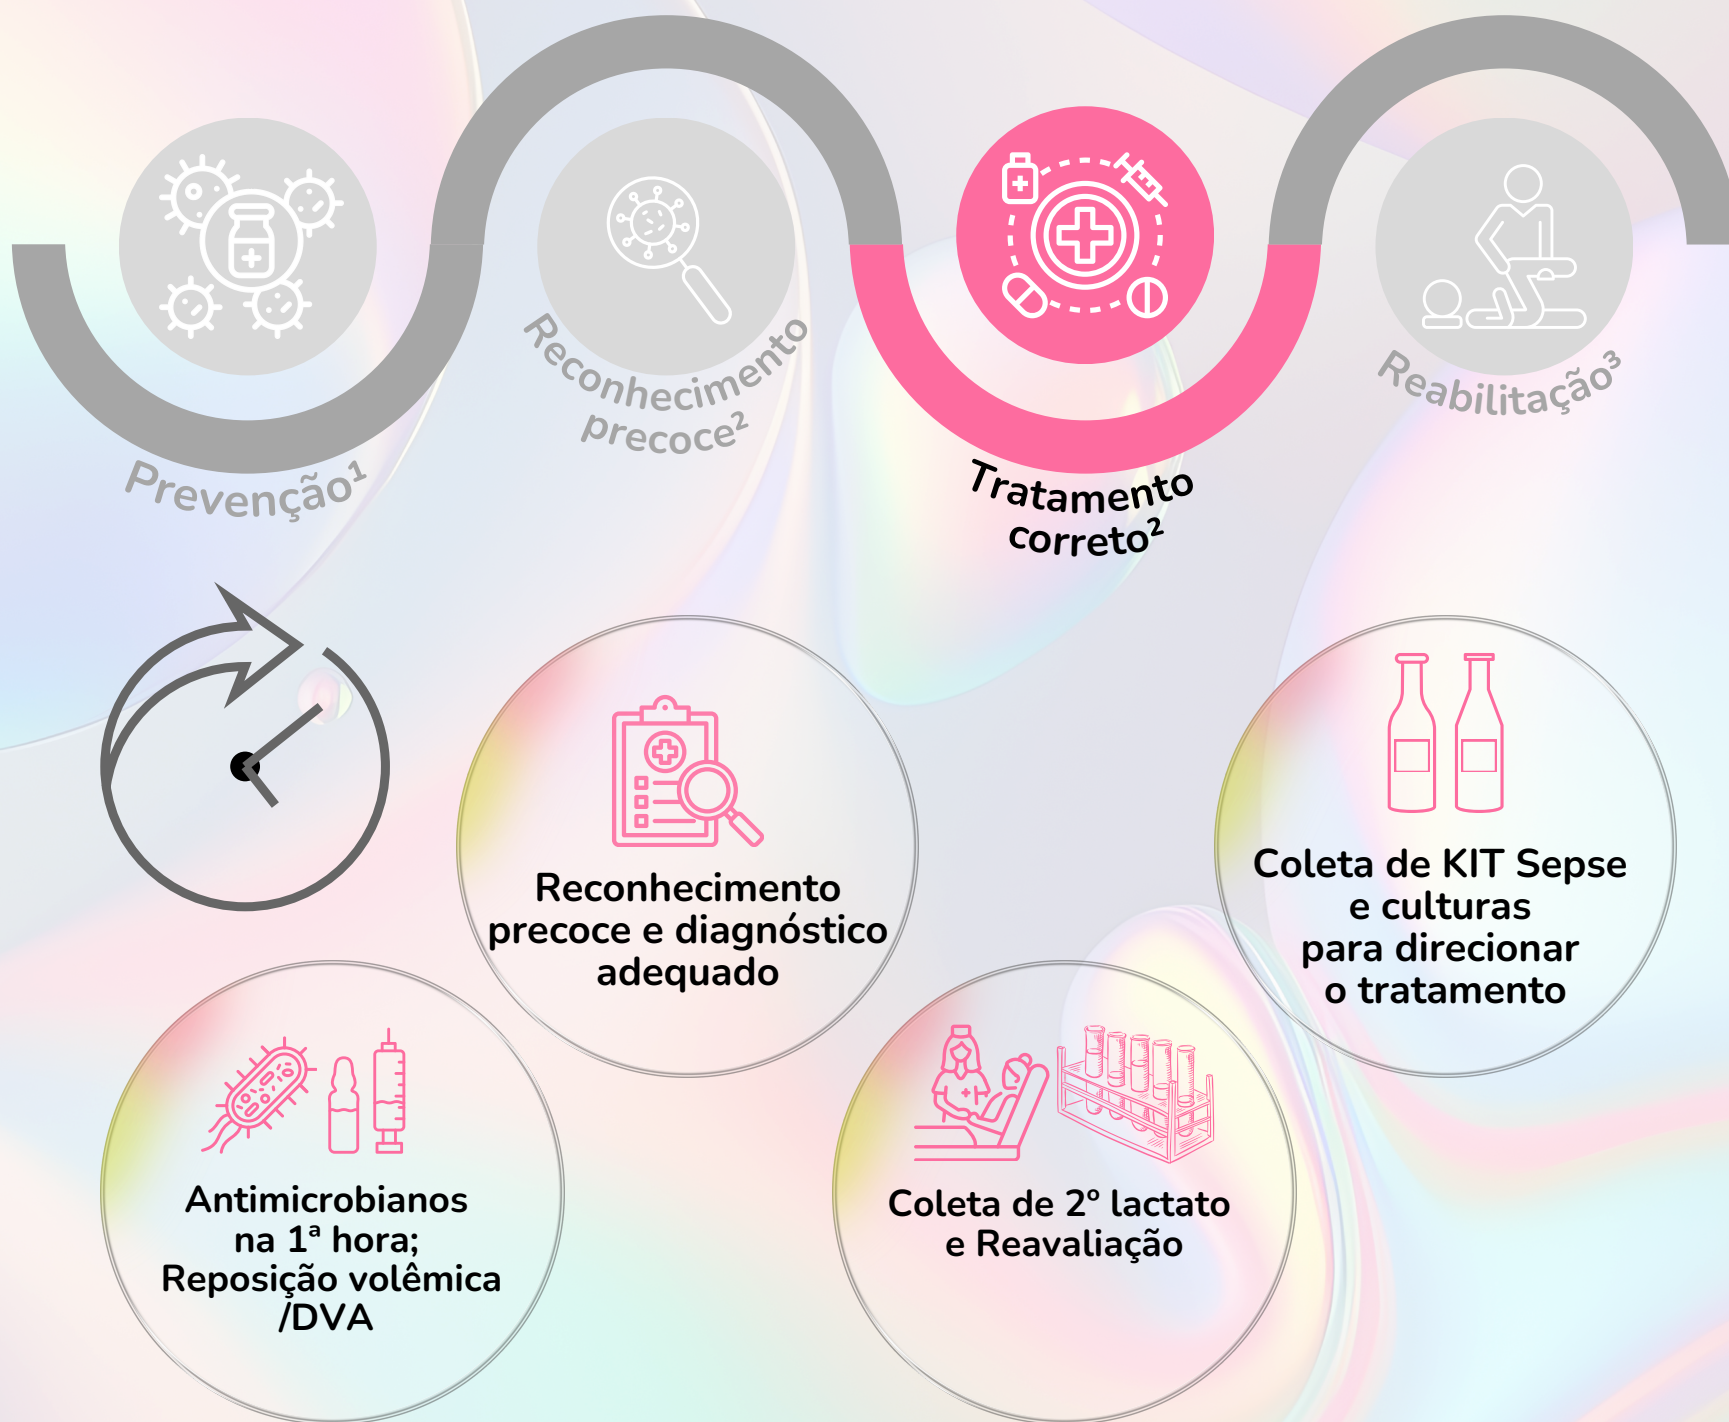 Prevenção¹
Reconhecimento
precoce²
Tratamento
correto²
Reabilitação³
Reconhecimento
precoce e diagnóstico
adequado
Coleta de KIT Sepse
e culturas
para direcionar
o tratamento
Antimicrobianos
na 1ª hora;
Reposição volêmica
/DVA
Coleta de 2º lactato
e Reavaliação